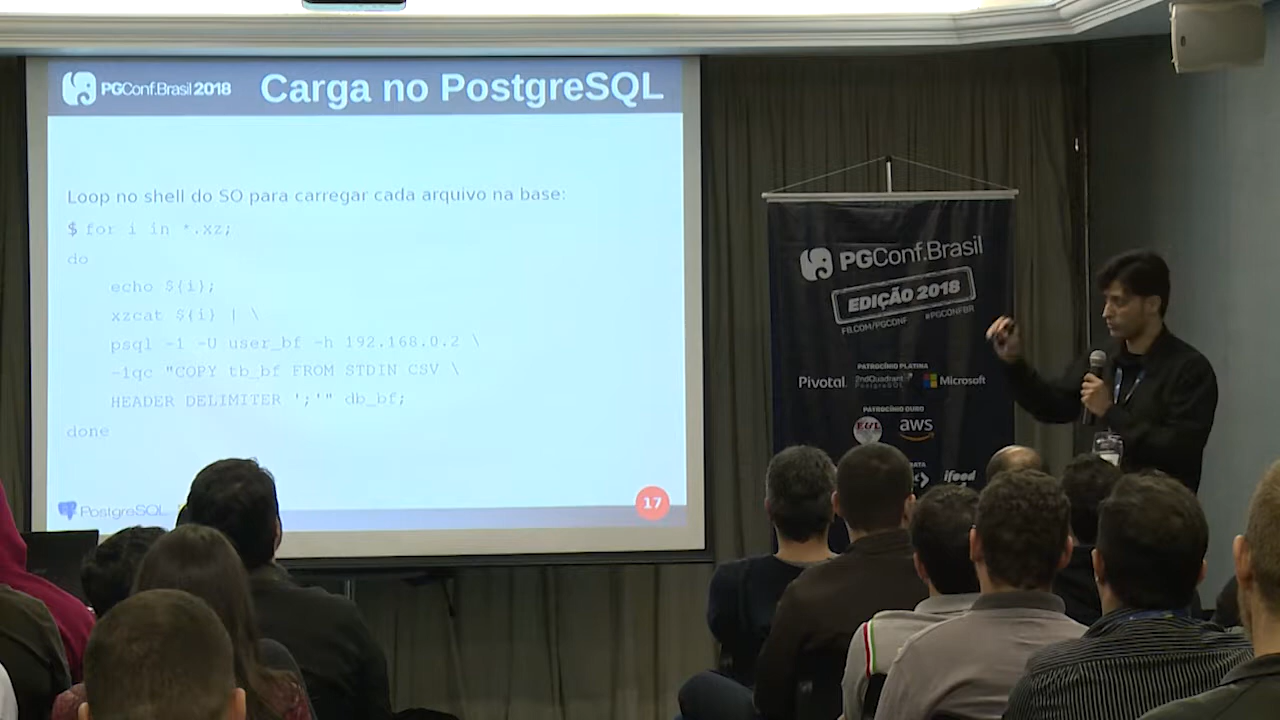 PGConf.Brasil 2018
Carga no PostgreSQL
Loop no shell do SO para carregar cada arquivo na base:
$ for i in *.xz;
do
echo ${i};
xzcat ${i} | \
psql -1 -U user_bf -h 192.168.0.2 \
-1qc "COPY tb_bf FROM STDIN CSV \
HEADER DELIMITER ';'" db_bf;
done
PostgreSQL
17
PGConf.Brasil
EDIÇÃO 2018
FB.COM/PGCONF #PGCONFBR
PATROCÍNIO PLATINA
Pivotal 2ndQuadrant PostgreSQL Microsoft
PATROCÍNIO OURO
aws
ifood